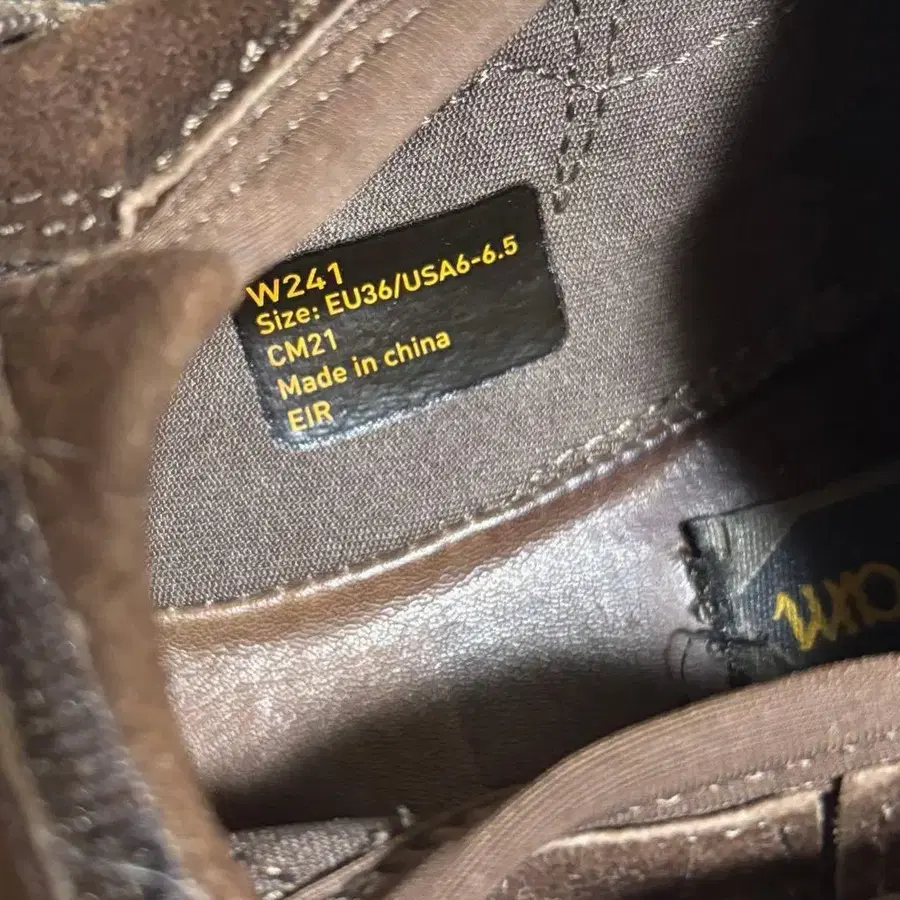 W241
Size: EU36/USA6-6.5
CM21
Made in china
EIR